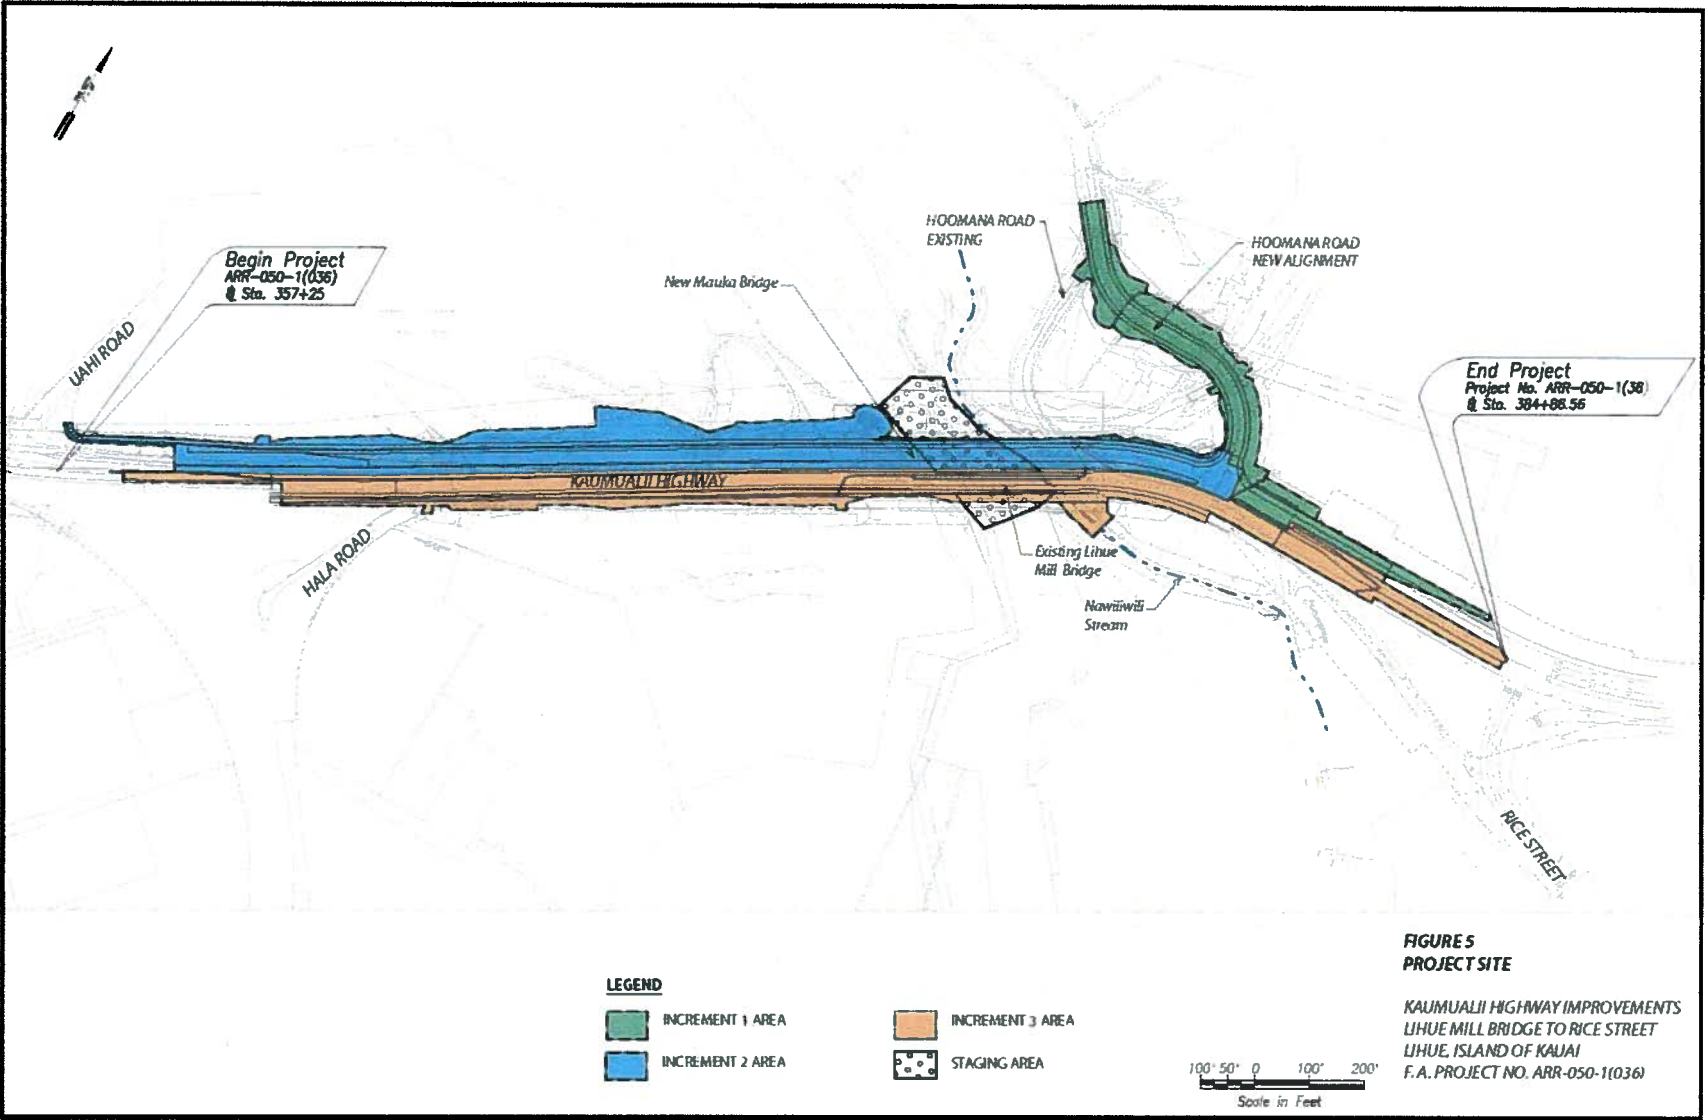 HOOMANA ROAD
EXISTING
HOOMANA ROAD
NEW ALIGNMENT
Begin Project
ARR-050-1(036)
℄ Sta. 357+25
New Mauka Bridge
UAHI ROAD
End Project
Project No. ARR-050-1(36)
℄ Sta. 384+86.56
KAUMUALII HIGHWAY
HALA ROAD
Existing Lihue
Mill Bridge
Nawiliwili
Stream
RICE STREET
FIGURE 5
PROJECT SITE
LEGEND
INCREMENT 1 AREA
INCREMENT 2 AREA
INCREMENT 3 AREA
STAGING AREA
KAUMUALII HIGHWAY IMPROVEMENTS
LIHUE MILL BRIDGE TO RICE STREET
LIHUE, ISLAND OF KAUAI
F.A. PROJECT NO. ARR-050-1(036)
100' 50' 0 100' 200'
Scale in Feet